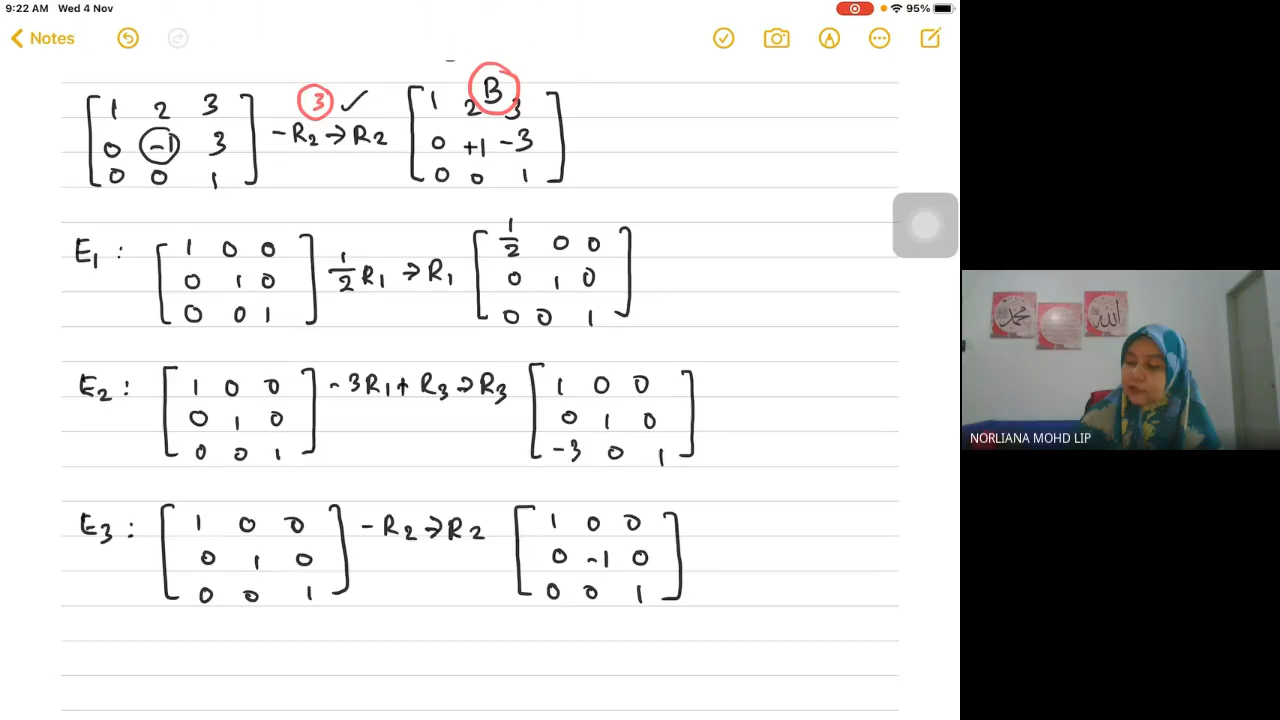 9:22 AM Wed 4 Nov
95%
Notes
3 ✓ B
1 2 3 1 2 3
0 -1 3 -R2 → R2 0 +1 -3
0 0 1 0 0 1
E1 : 1 0 0 1/2 0 0
0 1 0 1/2 R1 → R1 0 1 0
0 0 1 0 0 1
E2 : 1 0 0 -3R1 + R3 → R3 1 0 0
0 1 0 0 1 0
0 0 1 -3 0 1
E3 : 1 0 0 -R2 → R2 1 0 0
0 1 0 0 -1 0
0 0 1 0 0 1
NORLIANA MOHD LIP
محمد
الله